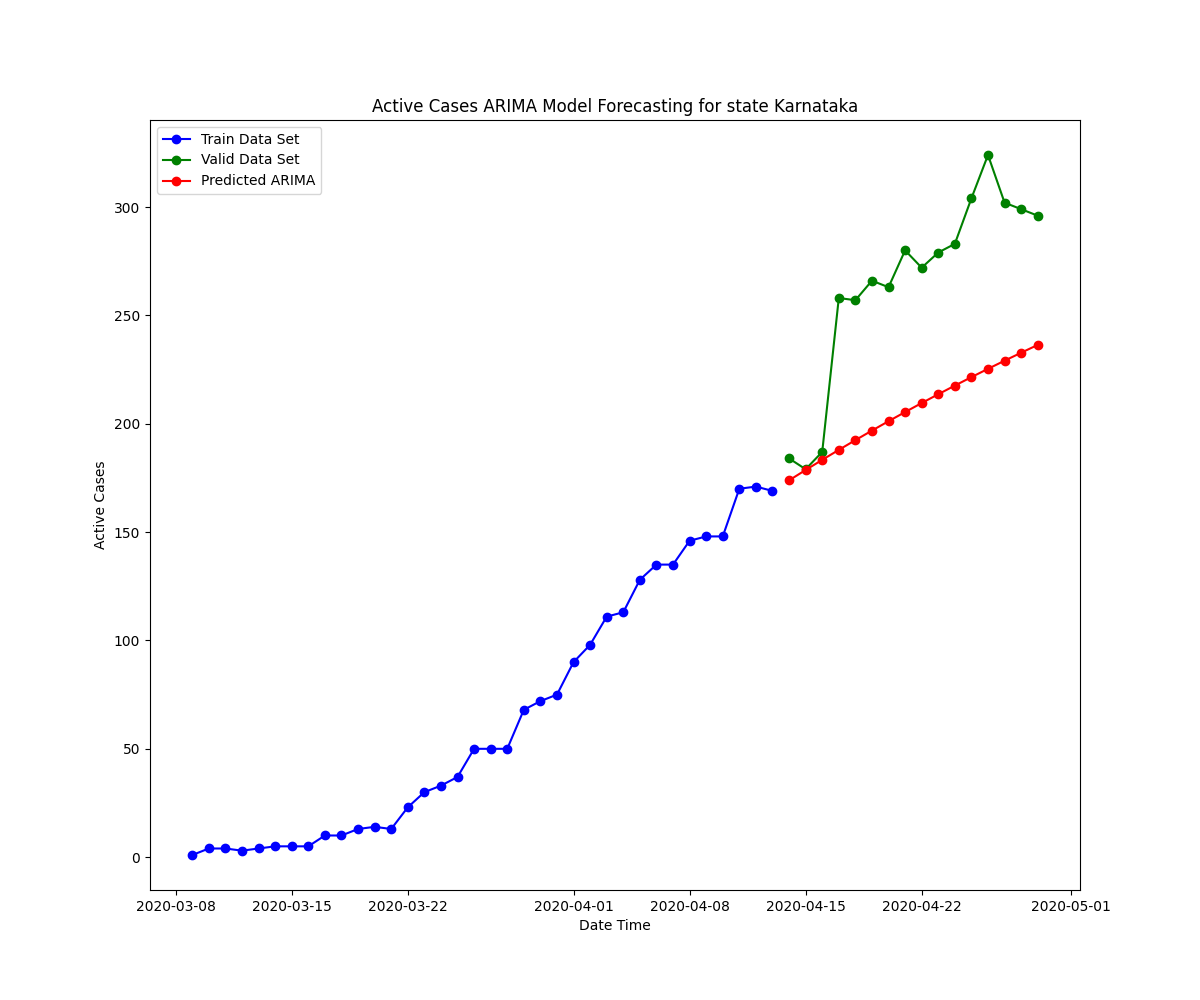 Active Cases ARIMA Model Forecasting for state Karnataka
Train Data Set
Valid Data Set
Predicted ARIMA
300
250
200
150
100
50
0
Active Cases
2020-03-08 2020-03-15 2020-03-22 2020-04-01 2020-04-08 2020-04-15 2020-04-22 2020-05-01
Date Time